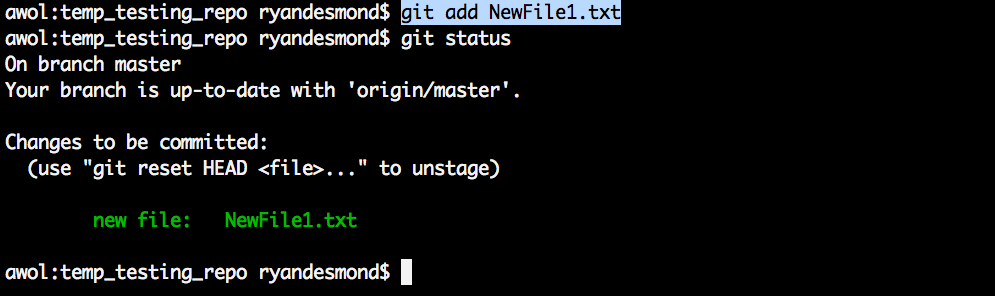 awol:temp_testing_repo ryandesmond$ git add NewFile1.txt
awol:temp_testing_repo ryandesmond$ git status
On branch master
Your branch is up-to-date with 'origin/master'.
Changes to be committed:
  (use "git reset HEAD <file>..." to unstage)
        new file:   NewFile1.txt
awol:temp_testing_repo ryandesmond$